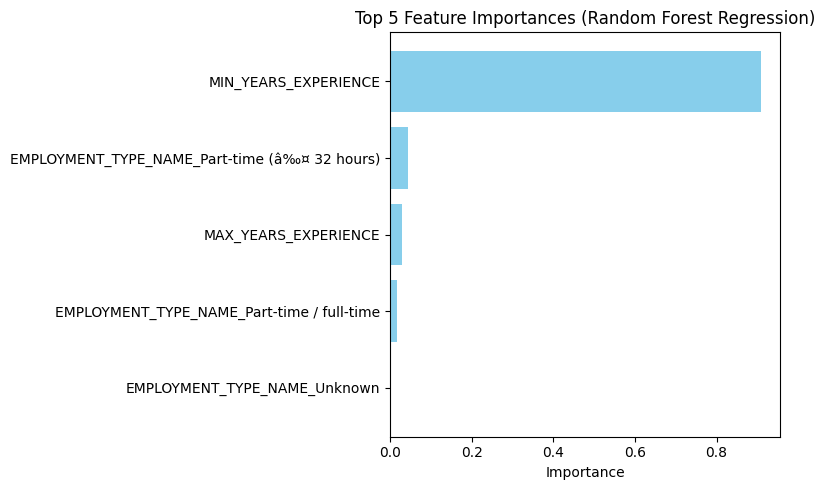 Top 5 Feature Importances (Random Forest Regression)
MIN_YEARS_EXPERIENCE
EMPLOYMENT_TYPE_NAME_Part-time (â‰¤ 32 hours)
MAX_YEARS_EXPERIENCE
EMPLOYMENT_TYPE_NAME_Part-time / full-time
EMPLOYMENT_TYPE_NAME_Unknown
0.0 0.2 0.4 0.6 0.8
Importance